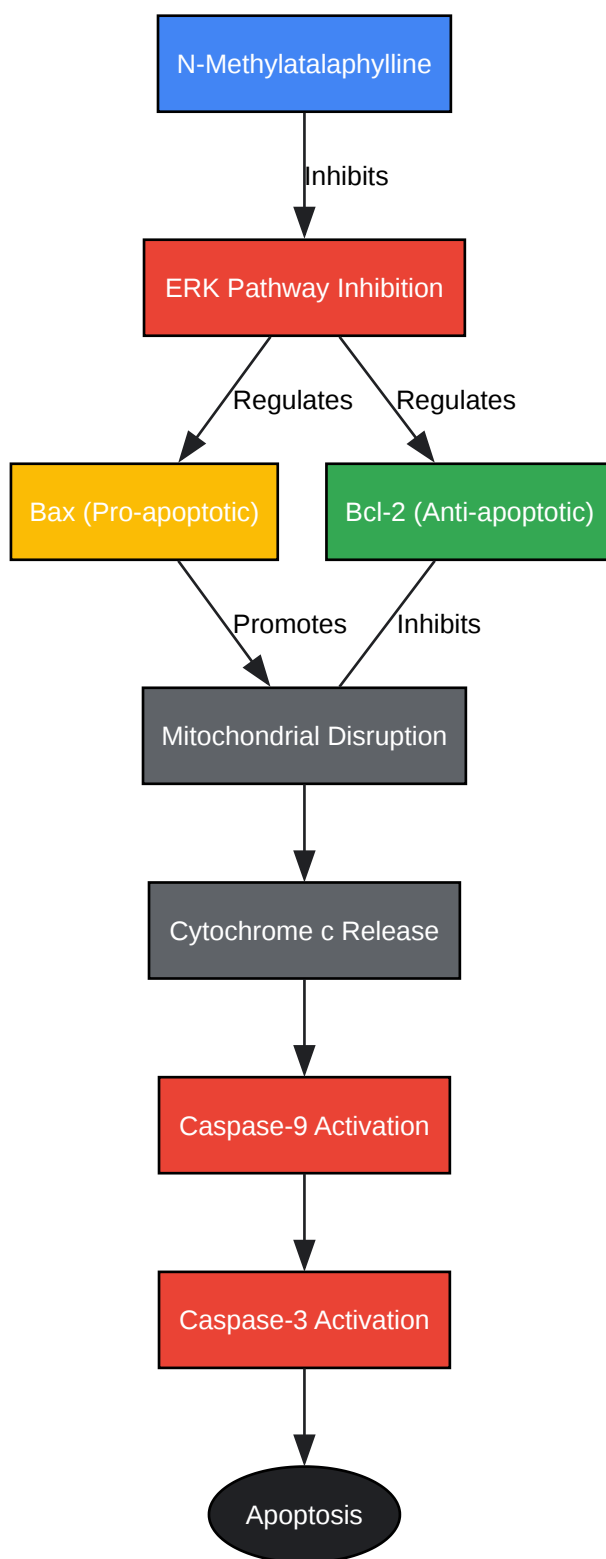 N-Methylatalaphylline
Inhibits
ERK Pathway Inhibition
Regulates
Regulates
Bax (Pro-apoptotic)
Bcl-2 (Anti-apoptotic)
Promotes
Inhibits
Mitochondrial Disruption
Cytochrome c Release
Caspase-9 Activation
Caspase-3 Activation
Apoptosis